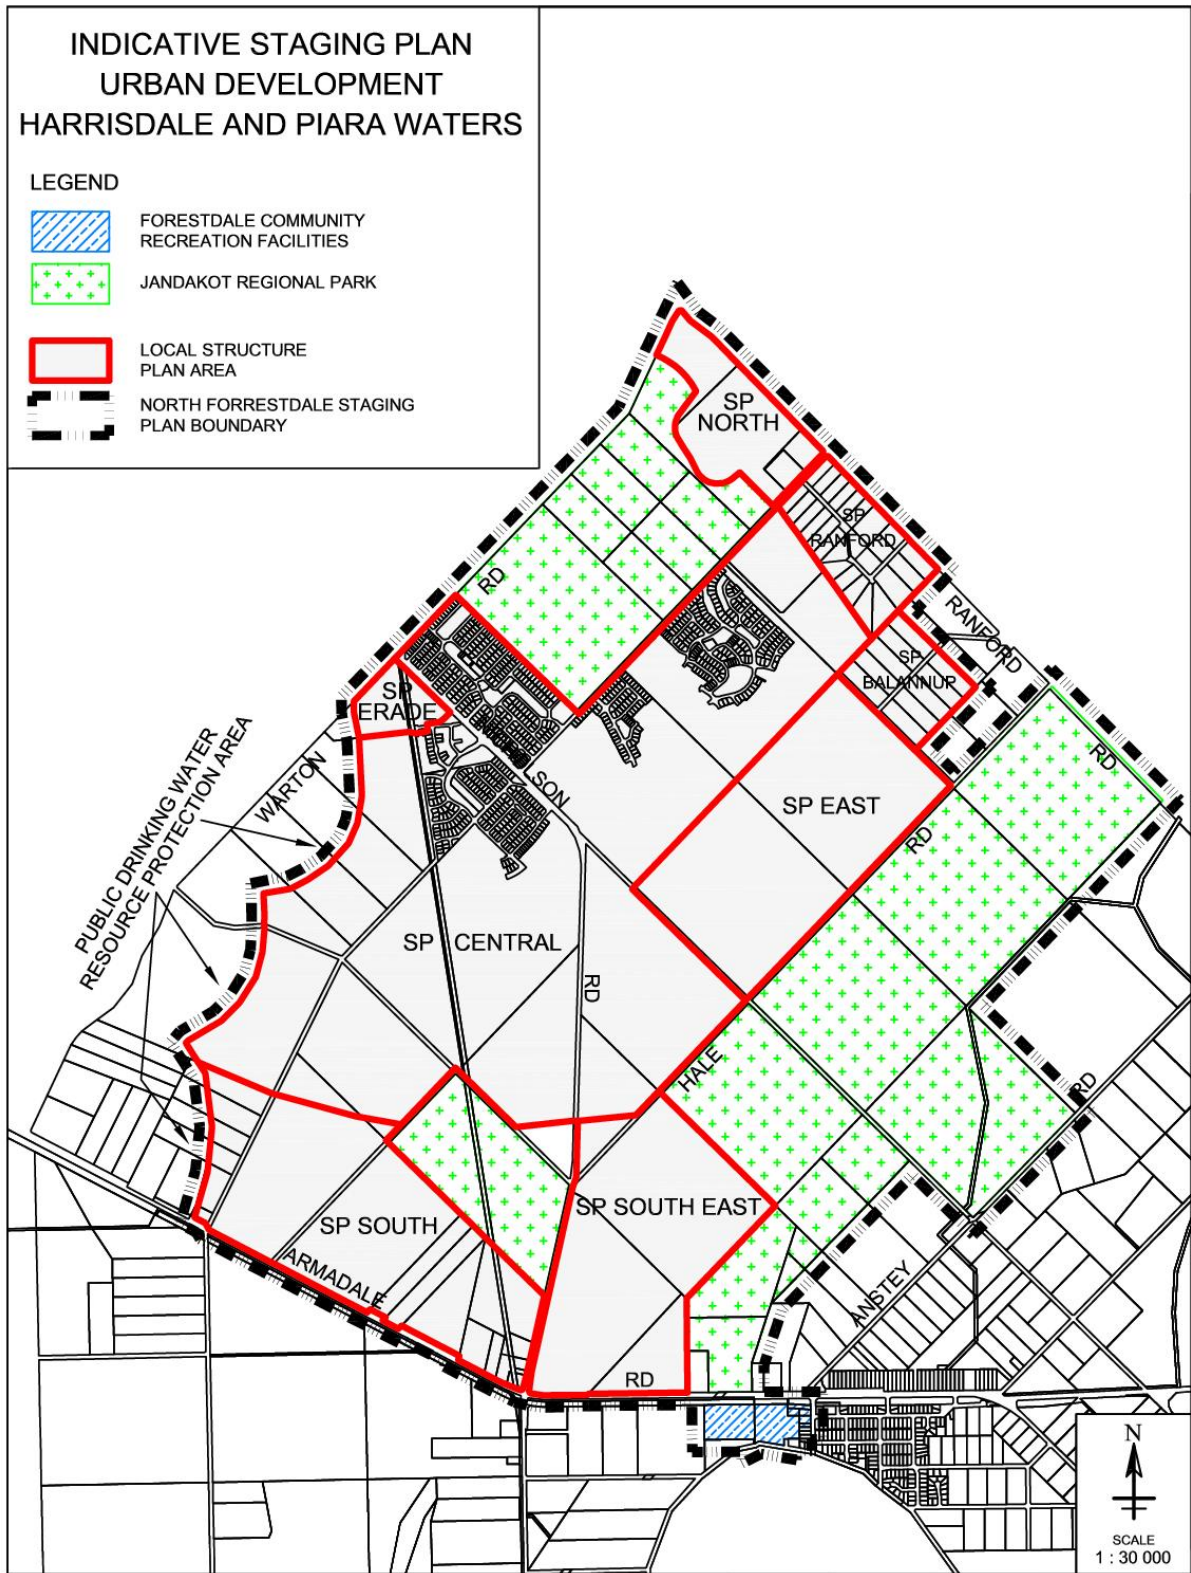 INDICATIVE STAGING PLAN
URBAN DEVELOPMENT
HARRISDALE AND PIARA WATERS
LEGEND
FORESTDALE COMMUNITY
RECREATION FACILITIES
JANDAKOT REGIONAL PARK
LOCAL STRUCTURE
PLAN AREA
NORTH FORRESTDALE STAGING
PLAN BOUNDARY
SP
NORTH
SP
RANFORD
RD
RANFORD
SP
BALANNUP
SP
ERADE
RD
PUBLIC DRINKING WATER
RESOURCE PROTECTION AREA
WARTON
LSON
SP EAST
RD
SP CENTRAL
RD
HALE
RD
SP SOUTH
SP SOUTH EAST
ARMADALE
ANSTEY
RD
N
SCALE
1 : 30 000